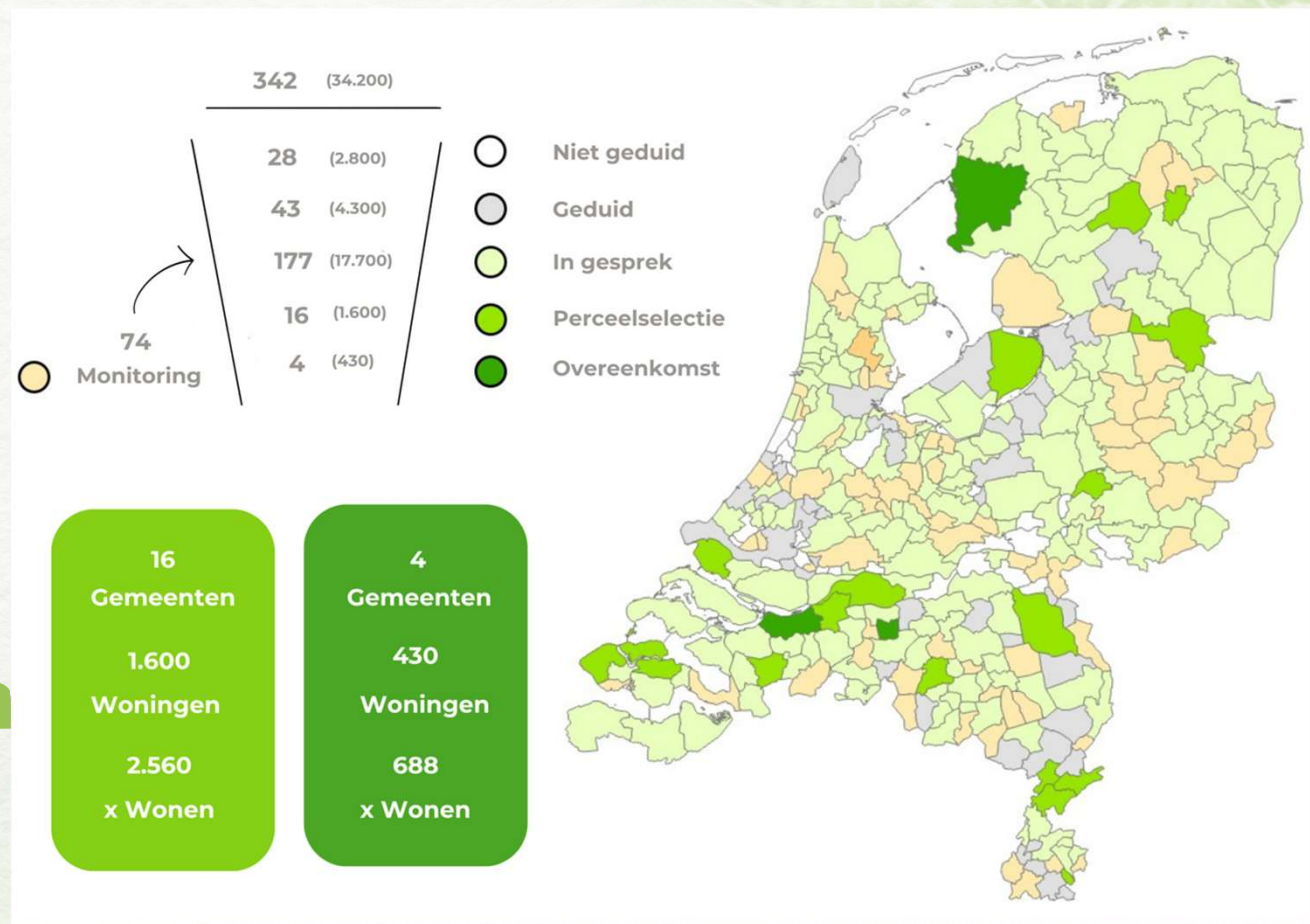 342 (34.200)
28 (2.800)
43 (4.300)
177 (17.700)
16 (1.600)
4 (430)
74
Monitoring
Niet geduid
Geduid
In gesprek
Perceelselectie
Overeenkomst
16
Gemeenten
1.600
Woningen
2.560
x Wonen
4
Gemeenten
430
Woningen
688
x Wonen